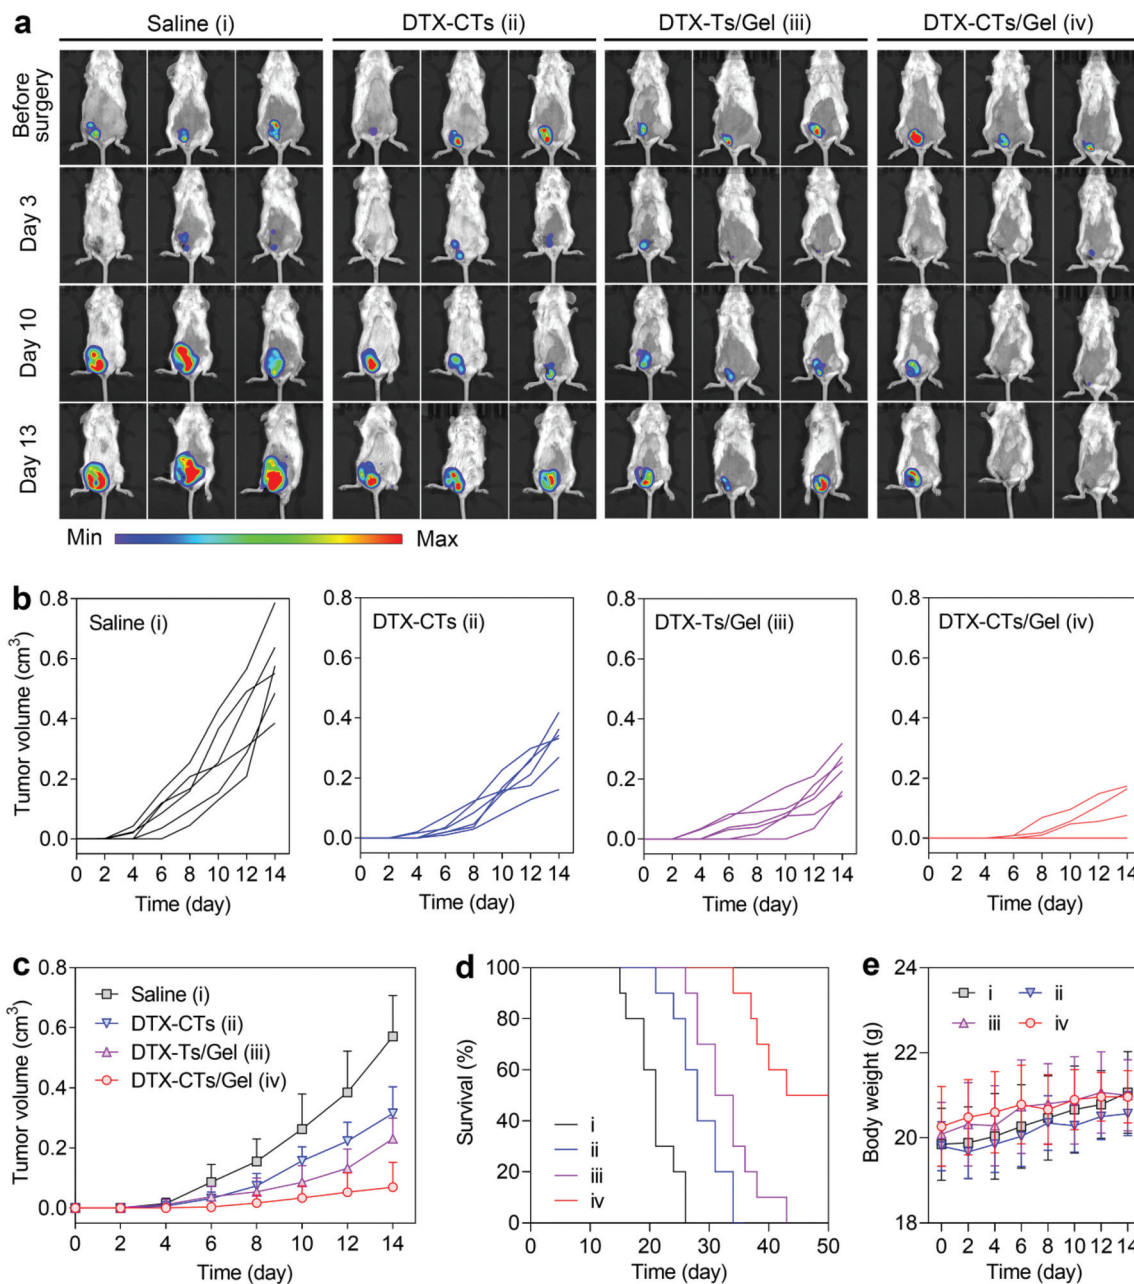 a
Saline (i) DTX-CTs (ii) DTX-Ts/Gel (iii) DTX-CTs/Gel (iv)
Before
surgery
Day 3
Day 10
Day 13
Min Max
b
Tumor volume (cm³)
0.8
0.6
0.4
0.2
0.0
Saline (i)
0 2 4 6 8 10 12 14
Time (day)
0.8
0.6
0.4
0.2
0.0
DTX-CTs (ii)
0 2 4 6 8 10 12 14
Time (day)
0.8
0.6
0.4
0.2
0.0
DTX-Ts/Gel (iii)
0 2 4 6 8 10 12 14
Time (day)
0.8
0.6
0.4
0.2
0.0
DTX-CTs/Gel (iv)
0 2 4 6 8 10 12 14
Time (day)
c
Tumor volume (cm³)
0.8
0.6
0.4
0.2
0.0
Saline (i)
DTX-CTs (ii)
DTX-Ts/Gel (iii)
DTX-CTs/Gel (iv)
0 2 4 6 8 10 12 14
Time (day)
d
Survival (%)
100
80
60
40
20
0
i
ii
iii
iv
0 10 20 30 40 50
Time (day)
e
Body weight (g)
24
22
20
18
i ii
iii iv
0 2 4 6 8 10 12 14
Time (day)